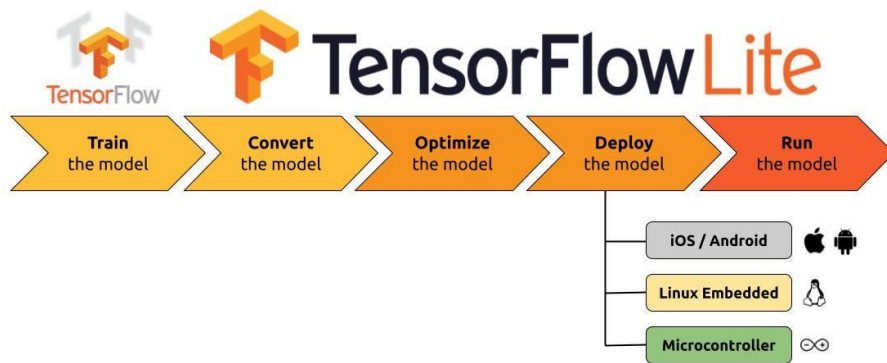 TensorFlow
TensorFlow Lite
Train
the model
Convert
the model
Optimize
the model
Deploy
the model
Run
the model
iOS / Android
Linux Embedded
Microcontroller